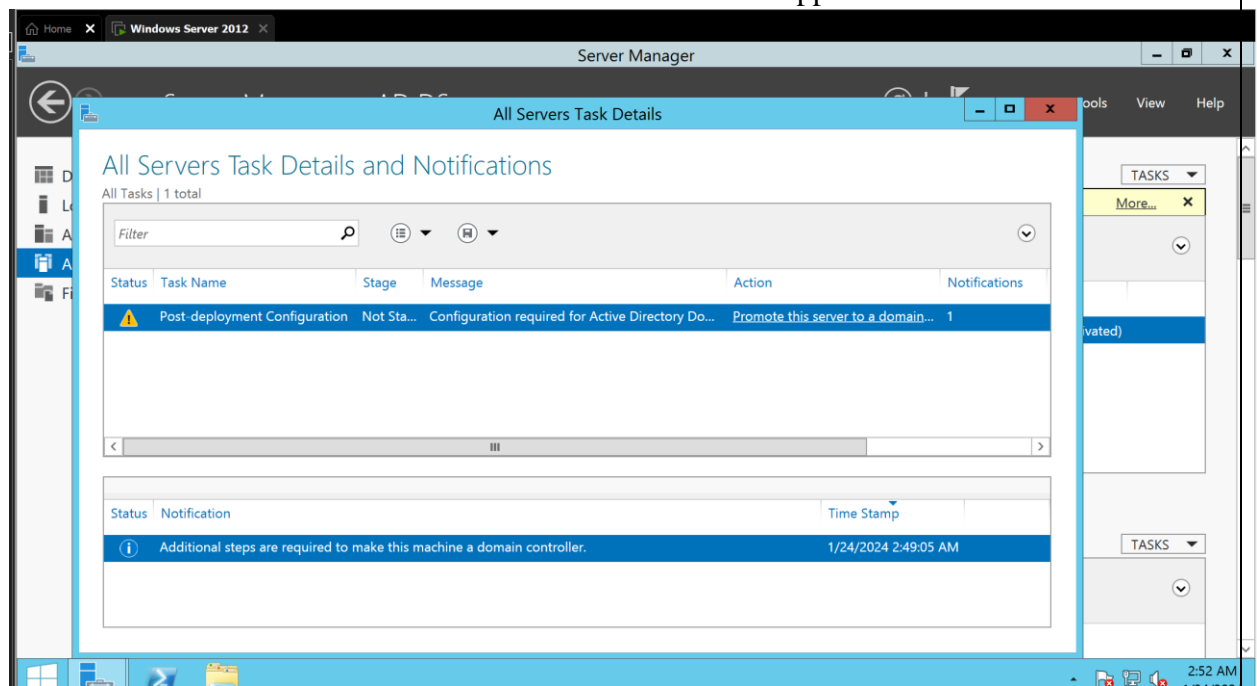 Home Windows Server 2012
Server Manager
All Servers Task Details
ools View Help
All Servers Task Details and Notifications
All Tasks | 1 total
TASKS
More...
Filter
Status Task Name Stage Message Action Notifications
Post-deployment Configuration Not Sta... Configuration required for Active Directory Do... Promote this server to a domain... 1
ivated)
Status Notification Time Stamp
Additional steps are required to make this machine a domain controller. 1/24/2024 2:49:05 AM
TASKS
2:52 AM